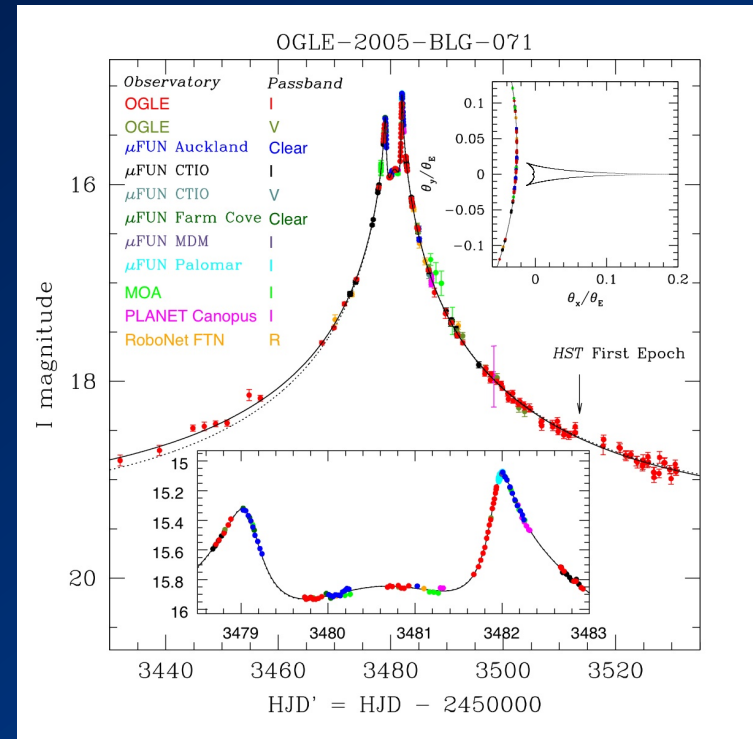 OGLE-2005-BLG-071
Observatory Passband
OGLE I
OGLE V
μFUN Auckland Clear
μFUN CTIO I
μFUN CTIO V
μFUN Farm Cove Clear
μFUN MDM I
μFUN Palomar I
MOA I
PLANET Canopus I
RoboNet FTN R
0.1
0.05
0
−0.05
−0.1
θy/θE
0 0.1 0.2
θx/θE
HST First Epoch
16
18
20
I magnitude
15
15.2
15.4
15.6
15.8
16
3479 3480 3481 3482 3483
3440 3460 3480 3500 3520
HJD' = HJD − 2450000